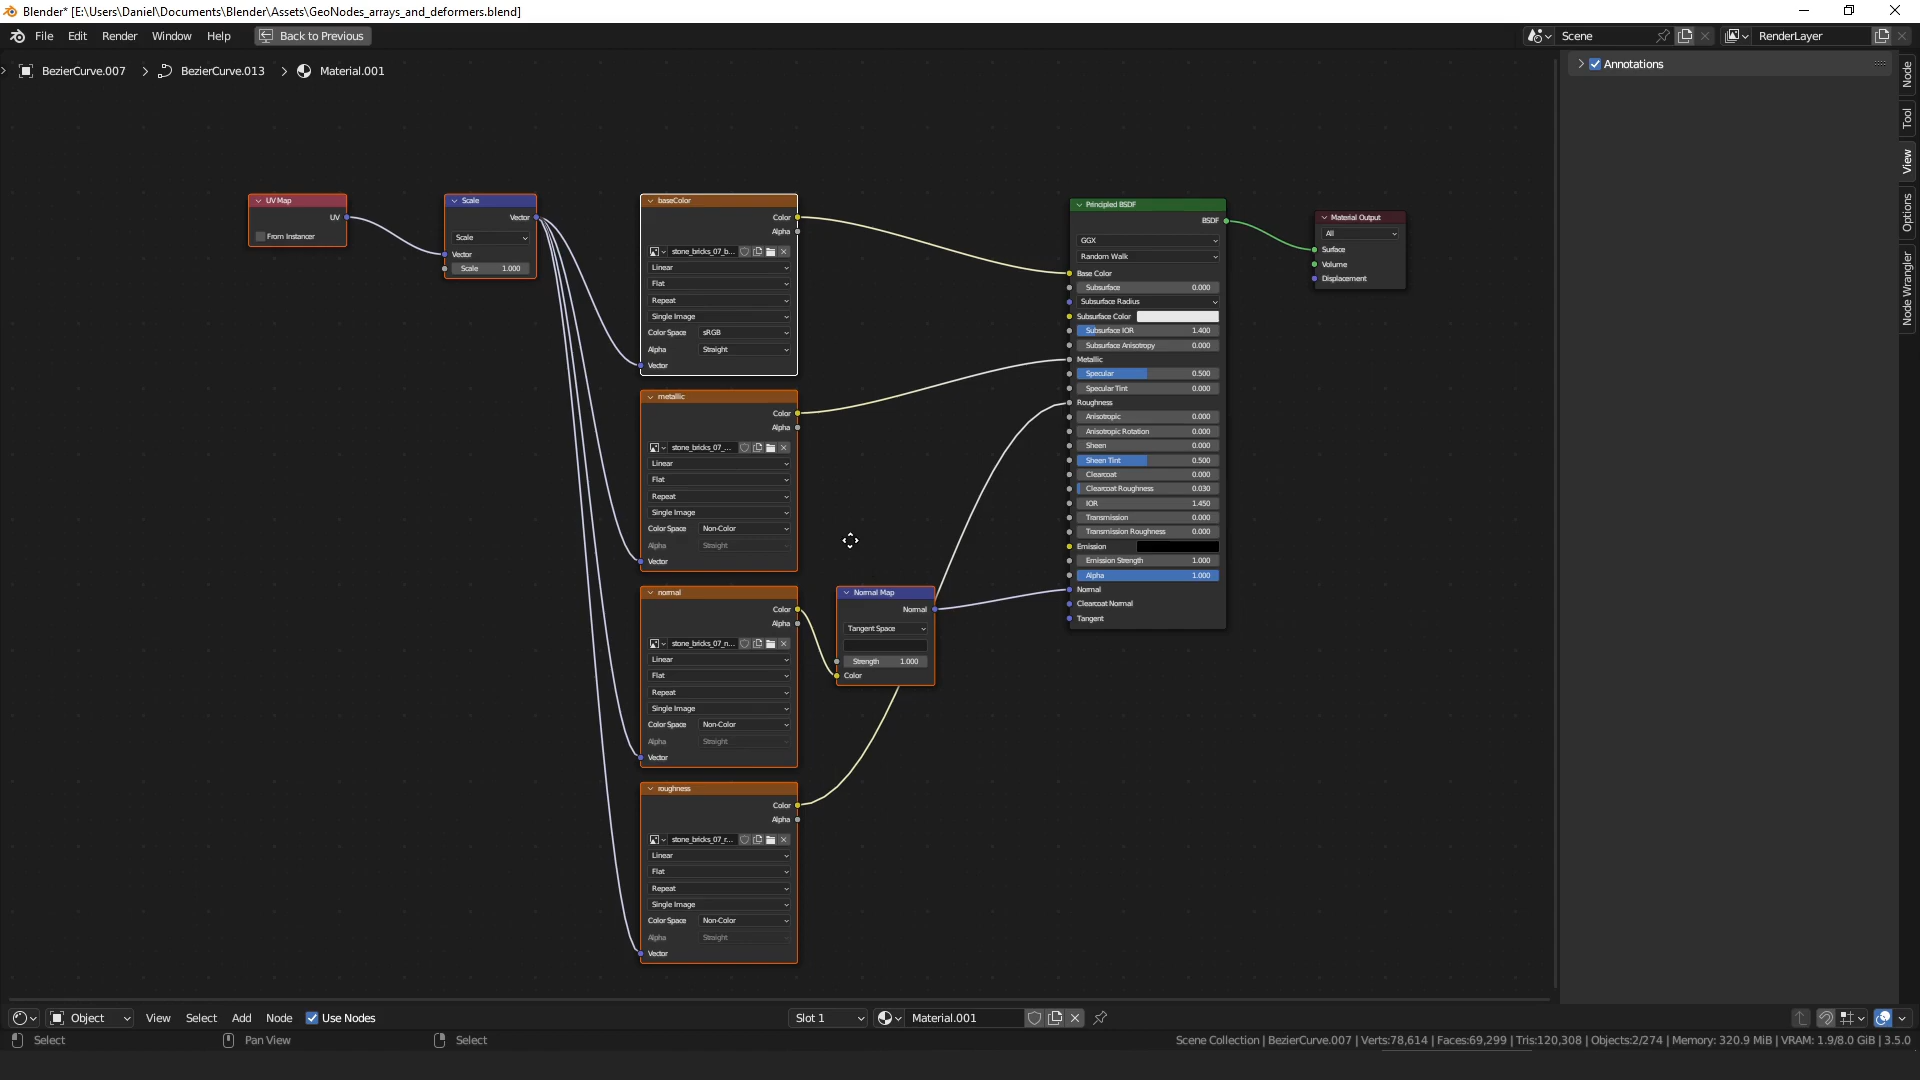 Blender* [E:\Users\Daniel\Documents\Blender\Assets\GeoNodes_arrays_and_deformers.blend]
File Edit Render Window Help Back to Previous Scene RenderLayer
BezierCurve.007 > BezierCurve.013 > Material.001
Annotations
Node
Tool
View
Options
Node Wrangler
UV Map
UV
From Instancer
Scale
Vector
Scale
Vector
Scale 1.000
baseColor
Color
Alpha
stone_bricks_07_b...
Linear
Flat
Repeat
Single Image
Color Space sRGB
Alpha Straight
Vector
metallic
Color
Alpha
stone_bricks_07_...
Linear
Flat
Repeat
Single Image
Color Space Non-Color
Alpha Straight
Vector
normal
Color
Alpha
stone_bricks_07_n...
Linear
Flat
Repeat
Single Image
Color Space Non-Color
Alpha Straight
Vector
roughness
Color
Alpha
stone_bricks_07_r...
Linear
Flat
Repeat
Single Image
Color Space Non-Color
Alpha Straight
Vector
Normal Map
Normal
Tangent Space
Strength 1.000
Color
Principled BSDF
BSDF
GGX
Random Walk
Base Color
Subsurface 0.000
Subsurface Radius
Subsurface Color
Subsurface IOR 1.400
Subsurface Anisotropy 0.000
Metallic
Specular 0.500
Specular Tint 0.000
Roughness
Anisotropic 0.000
Anisotropic Rotation 0.000
Sheen 0.000
Sheen Tint 0.500
Clearcoat 0.000
Clearcoat Roughness 0.030
IOR 1.450
Transmission 0.000
Transmission Roughness 0.000
Emission
Emission Strength 1.000
Alpha 1.000
Normal
Clearcoat Normal
Tangent
Material Output
All
Surface
Volume
Displacement
Object View Select Add Node Use Nodes Slot 1 Material.001
Select Pan View Select Scene Collection | BezierCurve.007 | Verts:78,614 | Faces:69,299 | Tris:120,308 | Objects:2/274 | Memory: 320.9 MiB | VRAM: 1.9/8.0 GiB | 3.5.0